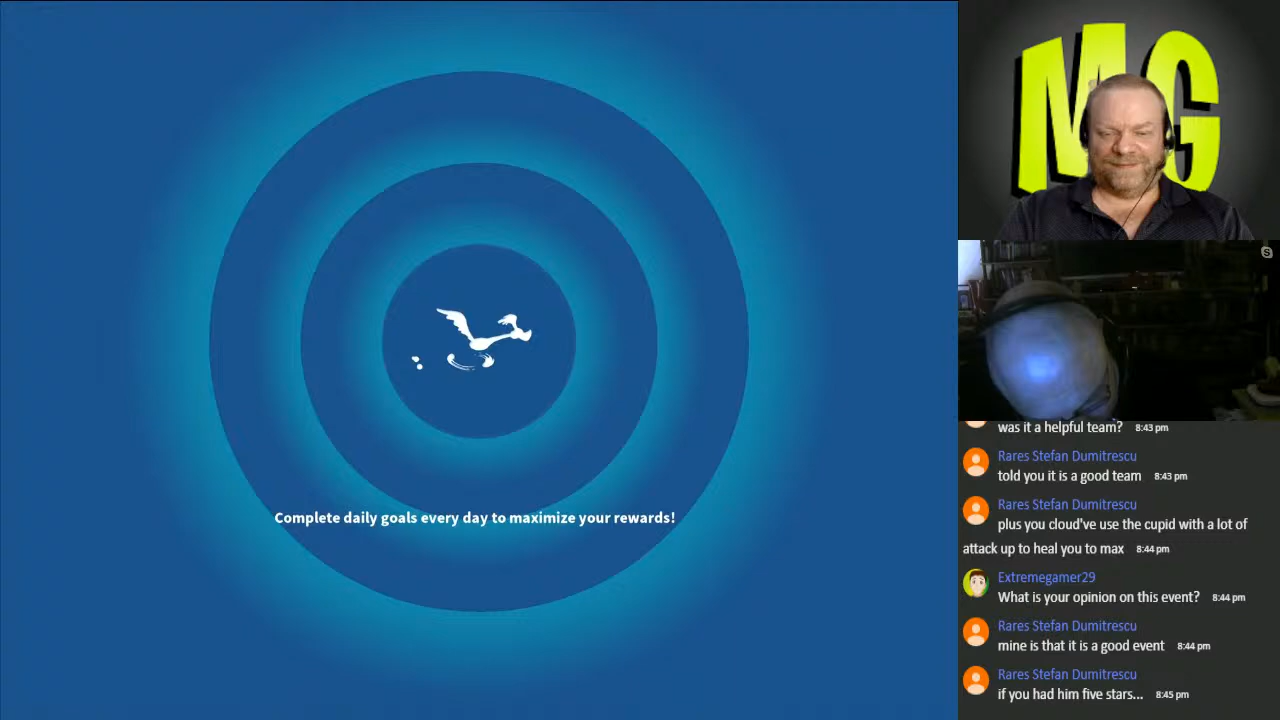 MG
Complete daily goals every day to maximize your rewards!
was it a helpful team? 8:43 pm
Rares Stefan Dumitrescu
told you it is a good team 8:43 pm
Rares Stefan Dumitrescu
plus you cloud've use the cupid with a lot of
attack up to heal you to max 8:44 pm
Extremegamer29
What is your opinion on this event? 8:44 pm
Rares Stefan Dumitrescu
mine is that it is a good event 8:44 pm
Rares Stefan Dumitrescu
if you had him five stars... 8:45 pm